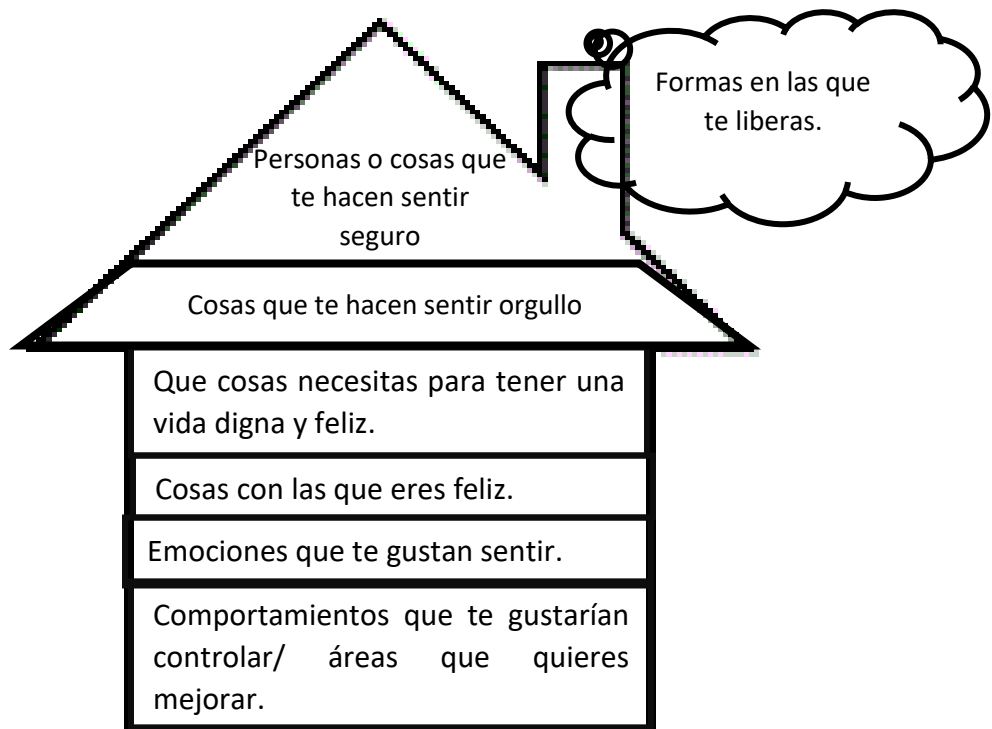 Formas en las que
te liberas.
Personas o cosas que
te hacen sentir
seguro
Cosas que te hacen sentir orgullo
Que cosas necesitas para tener una
vida digna y feliz.
Cosas con las que eres feliz.
Emociones que te gustan sentir.
Comportamientos que te gustarían
controlar/ áreas que quieres
mejorar.